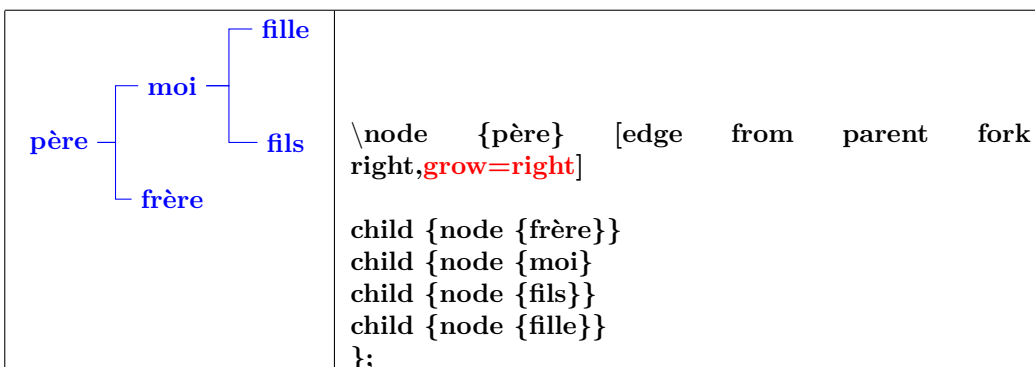 fille
moi
père
fils
frère
\node {père} [edge from parent fork
right,grow=right]
child {node {frère}}
child {node {moi}
child {node {fils}}
child {node {fille}}
};